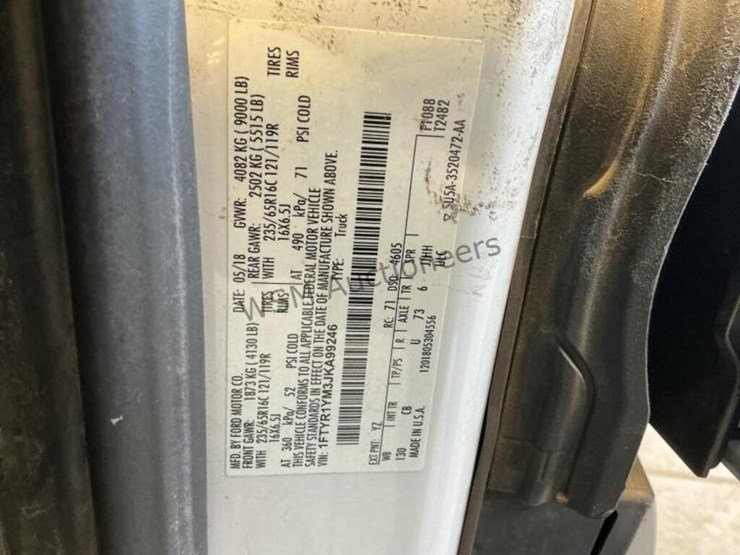 MFD. BY FORD MOTOR CO.
DATE: 05/18 GVWR: 4082 KG ( 9000 LB)
FRONT GAWR: 1873 KG ( 4130 LB)
REAR GAWR: 2502 KG ( 5515 LB)
WITH 235/65R16C 121/119R TIRES
WITH 235/65R16C 121/119R TIRES
16X6.5J RIMS
16X6.5J RIMS
AT 360 kPa/ 52 PSI COLD
AT 490 kPa/ 71 PSI COLD
THIS VEHICLE CONFORMS TO ALL APPLICABLE FEDERAL MOTOR VEHICLE
SAFETY STANDARDS IN EFFECT ON THE DATE OF MANUFACTURE SHOWN ABOVE.
VIN: 1FTYR1YM3JKA99246
TYPE: Truck
EXT PNT: YZ RC: 71 DSO: 4605
WB INT TR TP/PS R AXLE TR SPR
130 CB U 73 6 JJHH
F1088
T2482
MADE IN U.S.A.
1201805304556
SU5A-3520472-AA
Auctioneers